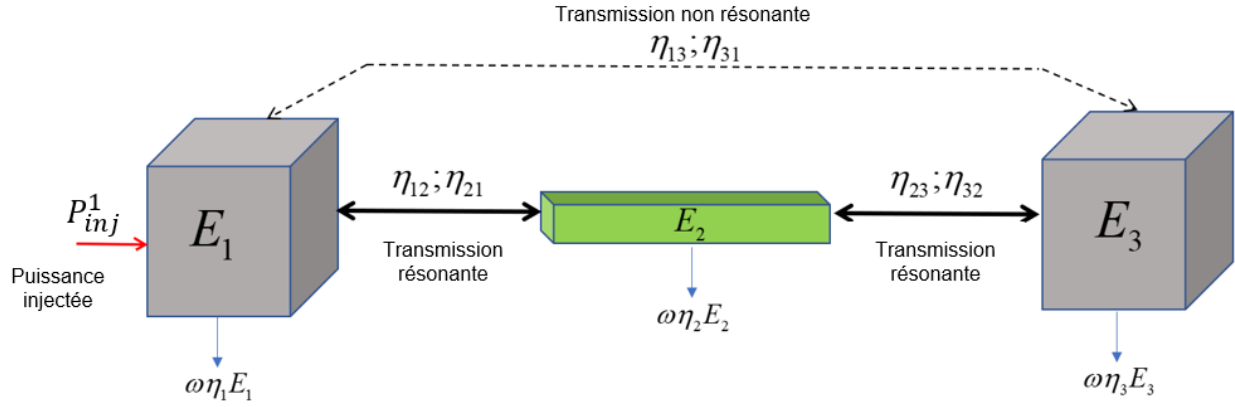 Transmission non résonante
η₁₃;η₃₁
P¹inj
E₁
η₁₂;η₂₁
E₂
η₂₃;η₃₂
E₃
Puissance
injectée
Transmission
résonante
Transmission
résonante
ωη₁E₁
ωη₂E₂
ωη₃E₃